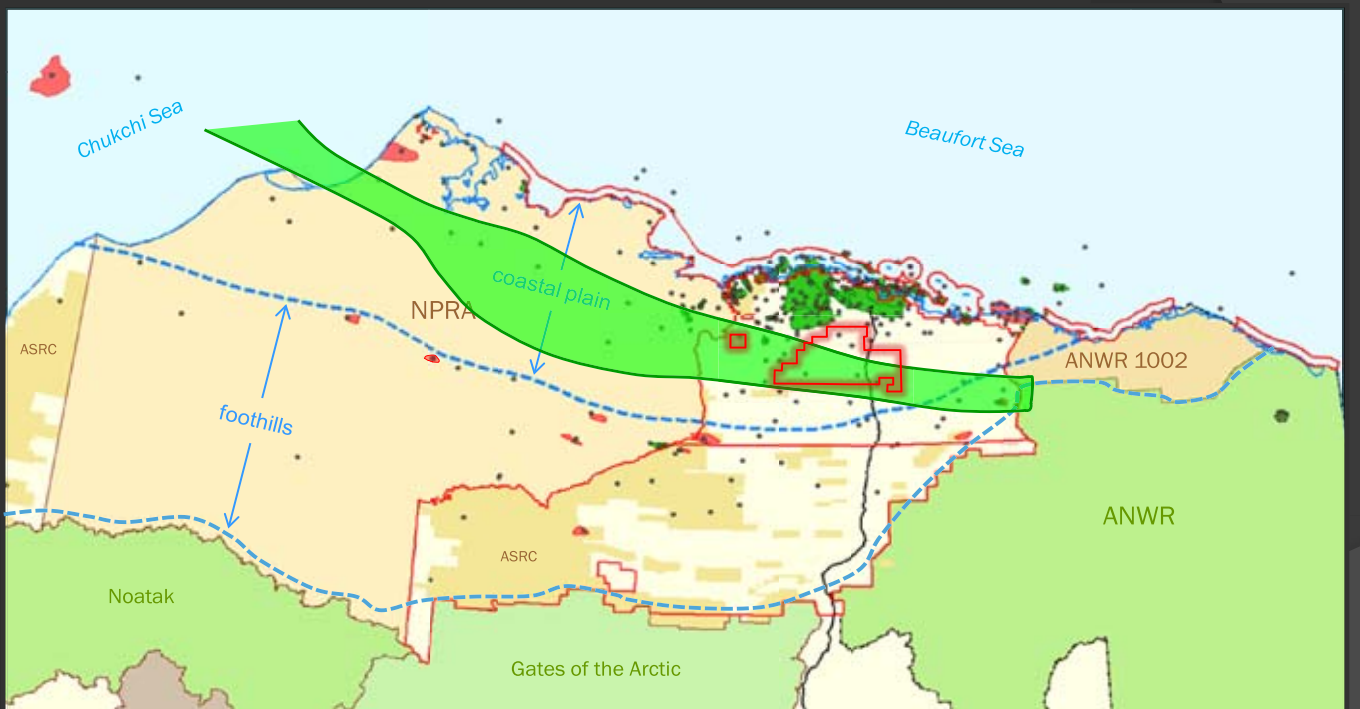 Chukchi Sea
Beaufort Sea
coastal plain
NPRA
ASRC
ANWR 1002
foothills
ANWR
ASRC
Noatak
Gates of the Arctic